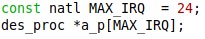 const natl MAX_IRQ  = 24;
des_proc *a_p[MAX_IRQ];